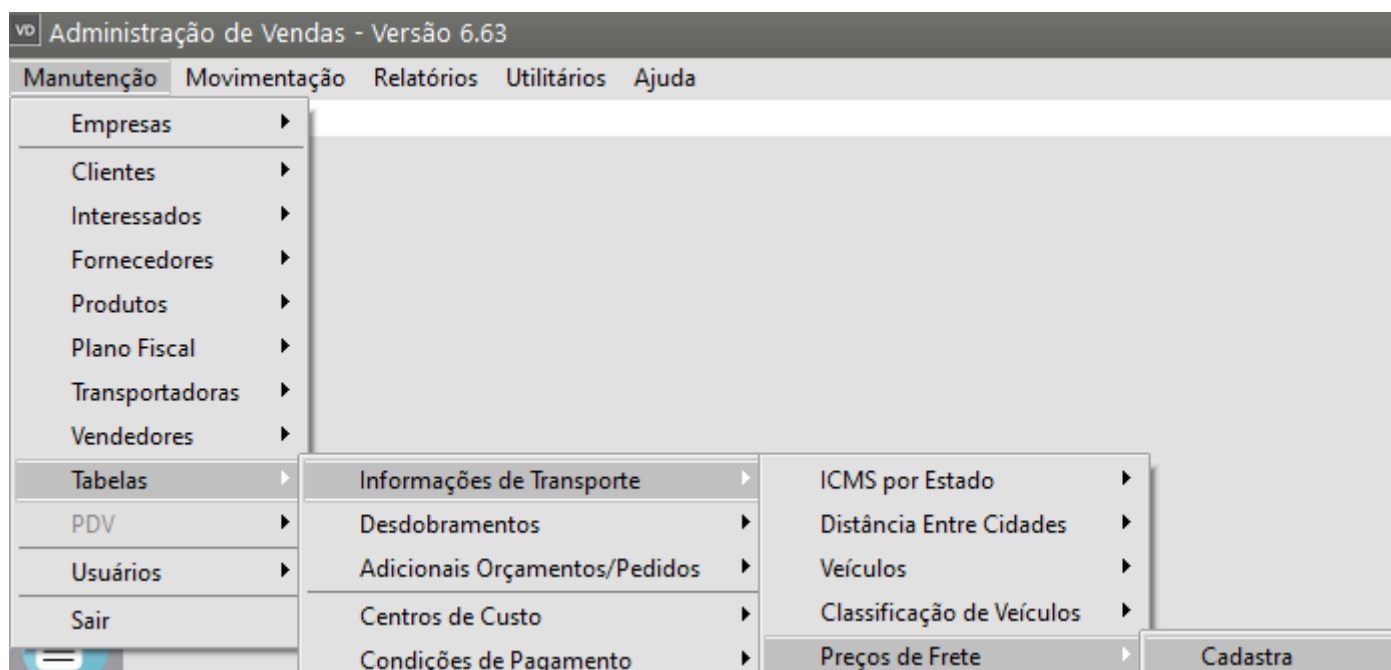 VD Administração de Vendas - Versão 6.63
Manutenção Movimentação Relatórios Utilitários Ajuda
Empresas
Clientes
Interessados
Fornecedores
Produtos
Plano Fiscal
Transportadoras
Vendedores
Tabelas
PDV
Usuários
Sair
Informações de Transporte
Desdobramentos
Adicionais Orçamentos/Pedidos
Centros de Custo
Condições de Pagamento
ICMS por Estado
Distância Entre Cidades
Veículos
Classificação de Veículos
Preços de Frete
Cadastra